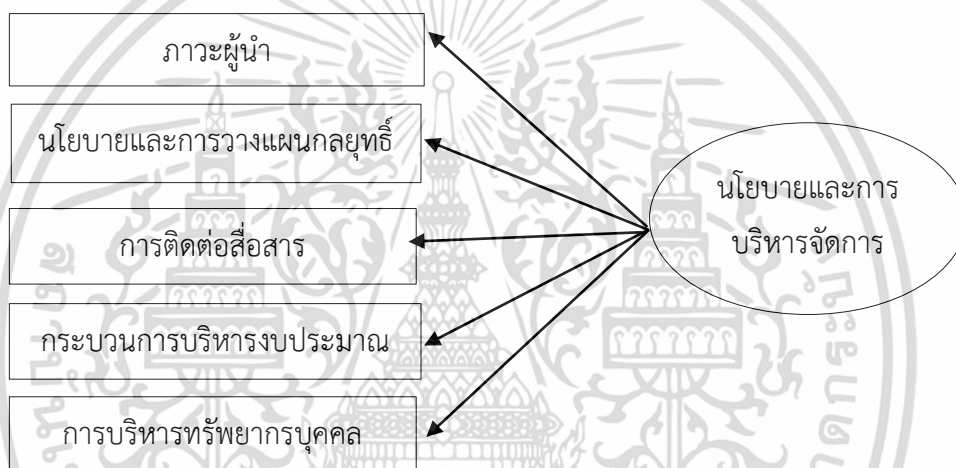 ภาวะผู้นำ
นโยบายและการวางแผนกลยุทธิ์
การติดต่อสื่อสาร
กระบวนการบริหารงบประมาณ
การบริหารทรัพยากรบุคคล
นโยบายและการ
บริหารจัดการ